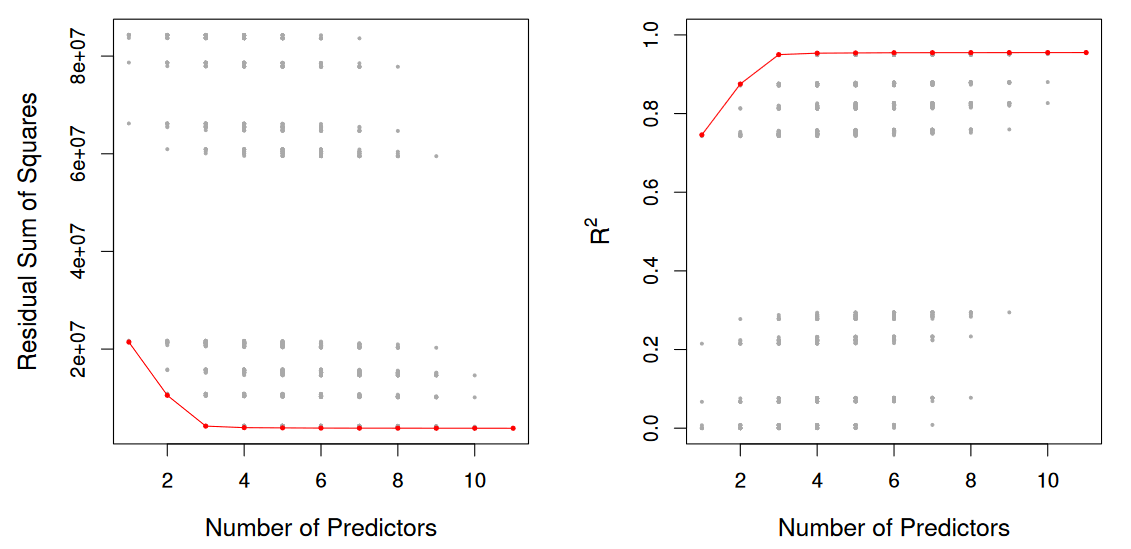 Residual Sum of Squares
2e+07 4e+07 6e+07 8e+07
2 4 6 8 10
Number of Predictors
R2
0.0 0.2 0.4 0.6 0.8 1.0
2 4 6 8 10
Number of Predictors